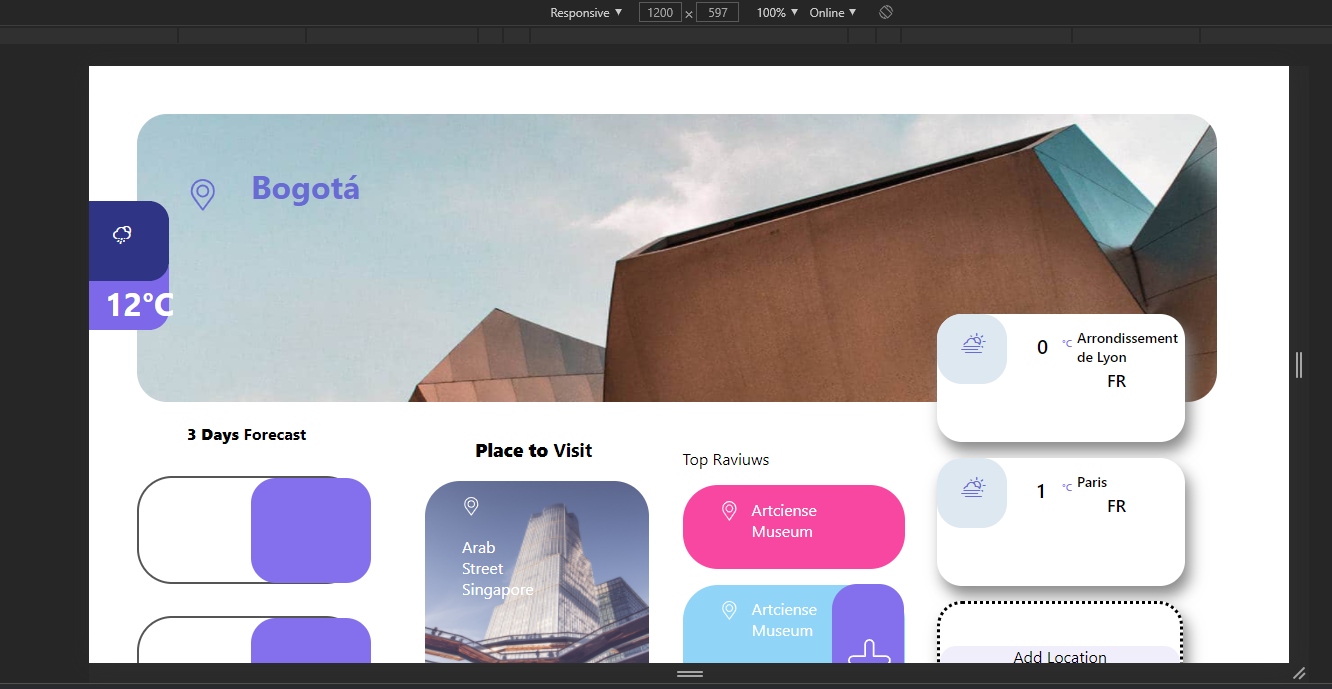 Responsive ▼ 1200 × 597 100% ▼ Online ▼
Bogotá
12°C
0 °C Arrondissement
de Lyon
FR
3 Days Forecast
Place to Visit
Top Raviuws
1 °C Paris
FR
Artciense
Museum
Arab
Street
Singapore
Artciense
Museum
Add Location